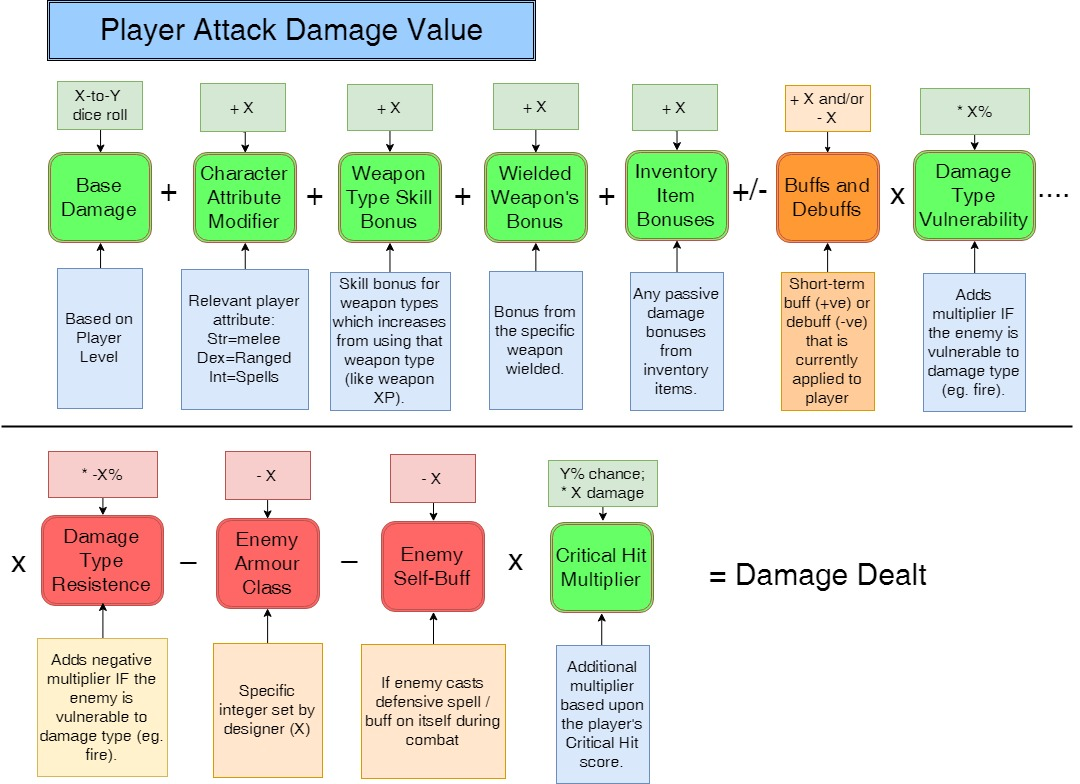 Player Attack Damage Value
X-to-Y
dice roll
+ X
+ X
+ X
+ X
+ X and/or
- X
* X%
Base
Damage
+
Character
Attribute
Modifier
+
Weapon
Type Skill
Bonus
+
Wielded
Weapon's
Bonus
+
Inventory
Item
Bonuses
+/-
Buffs and
Debuffs
x
Damage
Type
Vulnerability
....
Based on
Player
Level
Relevant player
attribute:
Str=melee
Dex=Ranged
Int=Spells
Skill bonus for
weapon types
which increases
from using that
weapon type
(like weapon
XP).
Bonus from
the specific
weapon
wielded.
Any passive
damage
bonuses
from
inventory
items.
Short-term
buff (+ve) or
debuff (-ve)
that is
currently
applied to
player
Adds
multiplier IF
the enemy is
vulnerable to
damage type
(eg. fire).
* -X%
- X
- X
Y% chance;
* X damage
x
Damage
Type
Resistence
–
Enemy
Armour
Class
–
Enemy
Self-Buff
x
Critical Hit
Multiplier
= Damage Dealt
Adds negative
multiplier IF the
enemy is
vulnerable to
damage type (eg.
fire).
Specific
integer set by
designer (X)
If enemy casts
defensive spell /
buff on itself during
combat
Additional
multiplier
based upon
the player's
Critical Hit
score.